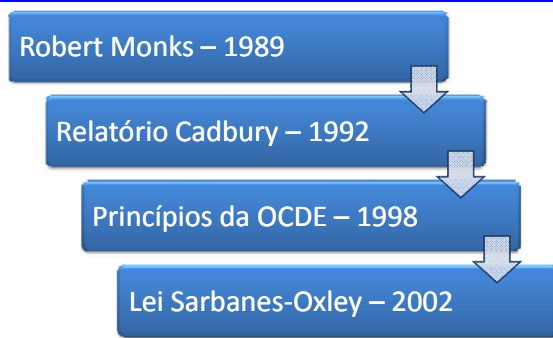 Robert Monks – 1989
Relatório Cadbury – 1992
Princípios da OCDE – 1998
Lei Sarbanes-Oxley – 2002